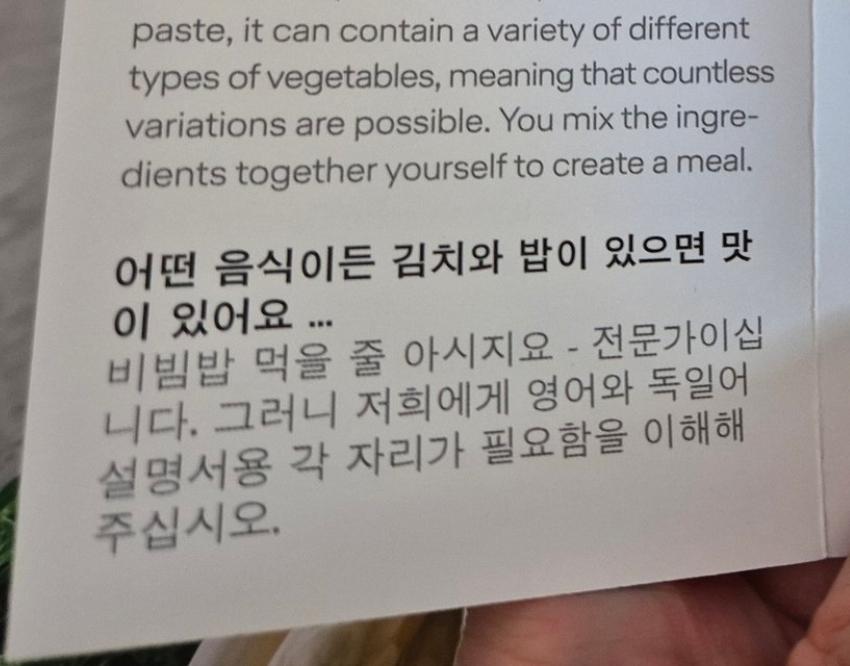 paste, it can contain a variety of different
types of vegetables, meaning that countless
variations are possible. You mix the ingre-
dients together yourself to create a meal.
어떤 음식이든 김치와 밥이 있으면 맛
이 있어요 ...
비빔밥 먹을 줄 아시지요 - 전문가이십
니다. 그러니 저희에게 영어와 독일어
설명서용 각 자리가 필요함을 이해해
주십시오.